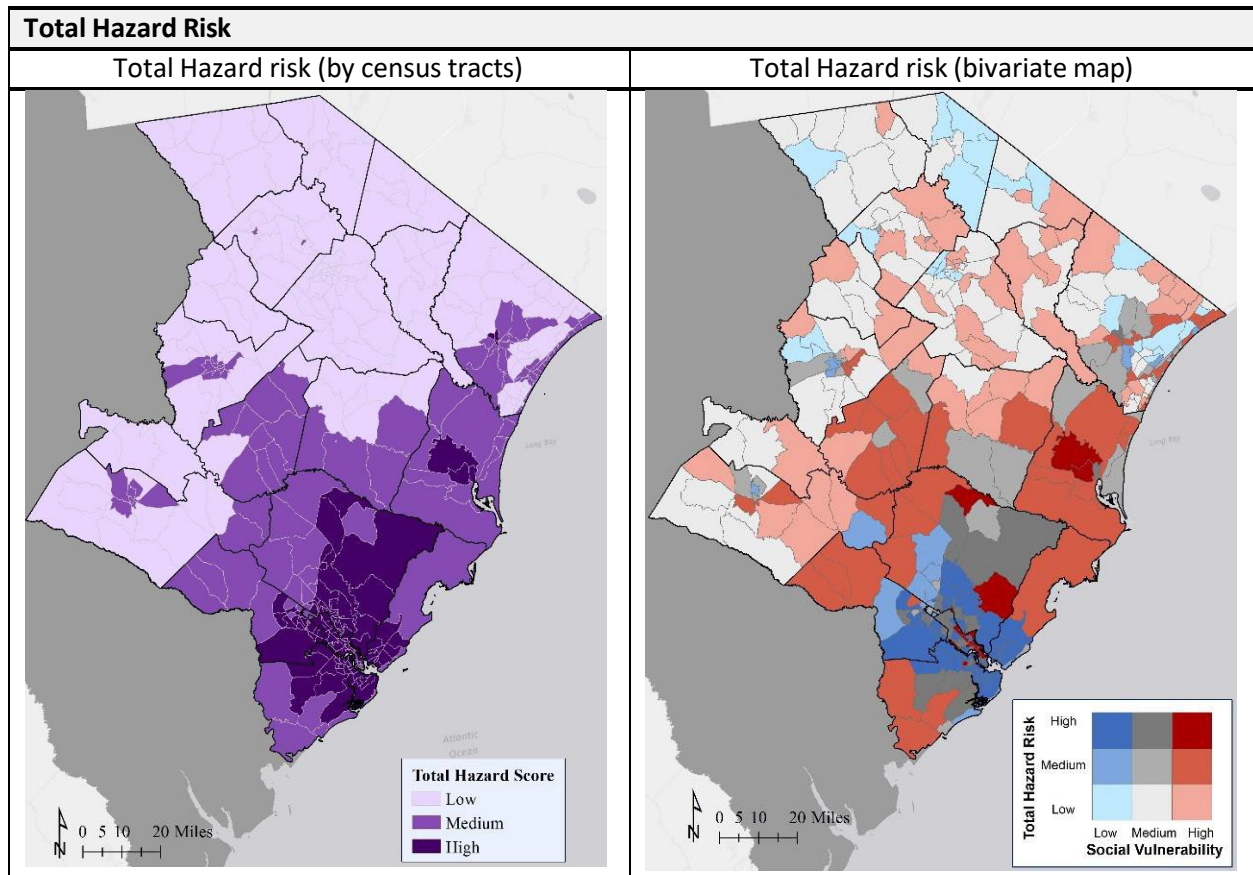 Total Hazard Risk
Total Hazard risk (by census tracts)
Total Hazard risk (bivariate map)
Long Bay
Atlantic
Ocean
Total Hazard Score
Low
Medium
High
N
0 5 10 20 Miles
Long Bay
N
0 5 10 20 Miles
Total Hazard Risk
High
Medium
Low
Low Medium High
Social Vulnerability